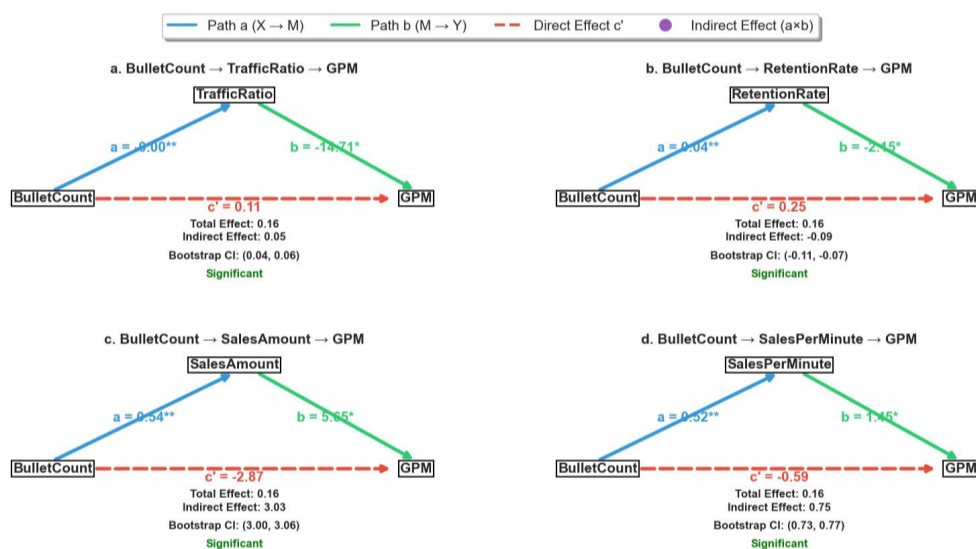 Path a (X → M) Path b (M → Y) Direct Effect c' Indirect Effect (a×b)
a. BulletCount → TrafficRatio → GPM
TrafficRatio
a = -0.00** b = -14.71*
BulletCount GPM
c' = 0.11
Total Effect: 0.16
Indirect Effect: 0.05
Bootstrap CI: (0.04, 0.06)
Significant
b. BulletCount → RetentionRate → GPM
RetentionRate
a = 0.04** b = -2.15*
BulletCount GPM
c' = 0.25
Total Effect: 0.16
Indirect Effect: -0.09
Bootstrap CI: (-0.11, -0.07)
Significant
c. BulletCount → SalesAmount → GPM
SalesAmount
a = 0.54** b = 5.65*
BulletCount GPM
c' = -2.87
Total Effect: 0.16
Indirect Effect: 3.03
Bootstrap CI: (3.00, 3.06)
Significant
d. BulletCount → SalesPerMinute → GPM
SalesPerMinute
a = 0.52** b = 1.45*
BulletCount GPM
c' = -0.59
Total Effect: 0.16
Indirect Effect: 0.75
Bootstrap CI: (0.73, 0.77)
Significant